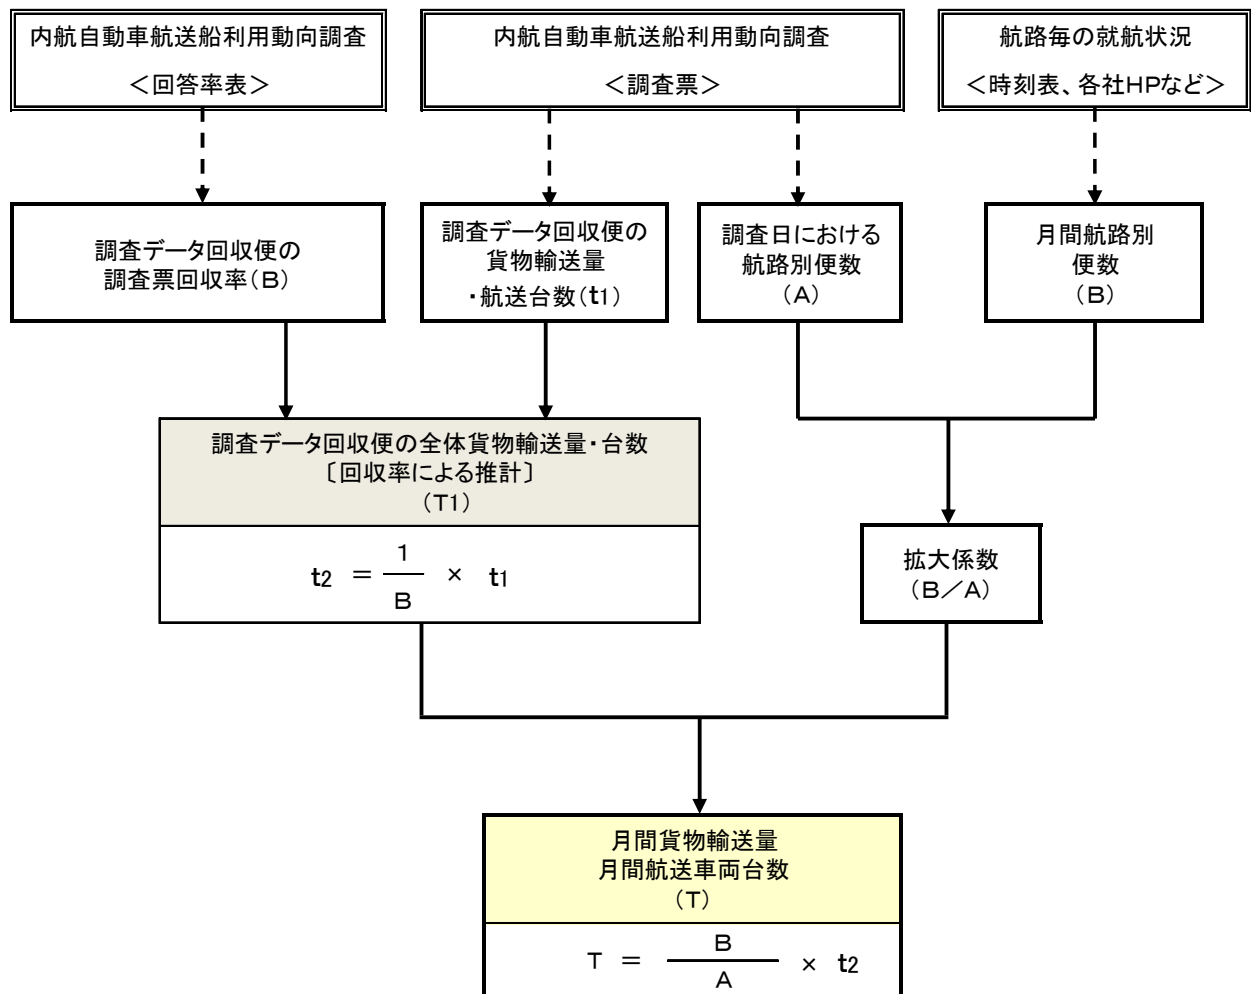 内航自動車航送船利用動向調査
＜回答率表＞
内航自動車航送船利用動向調査
＜調査票＞
航路毎の就航状況
＜時刻表、各社HPなど＞
調査データ回収便の
調査票回収率（Ｂ）
調査データ回収便の
貨物輸送量
・航送台数（t1）
調査日における
航路別便数
（Ａ）
月間航路別
便数
（Ｂ）
調査データ回収便の全体貨物輸送量・台数
〔回収率による推計〕
（Ｔ1）
t2 ＝ 1
B × t1
拡大係数
（Ｂ／Ａ）
月間貨物輸送量
月間航送車両台数
（Ｔ）
Ｔ ＝ B
A × t2